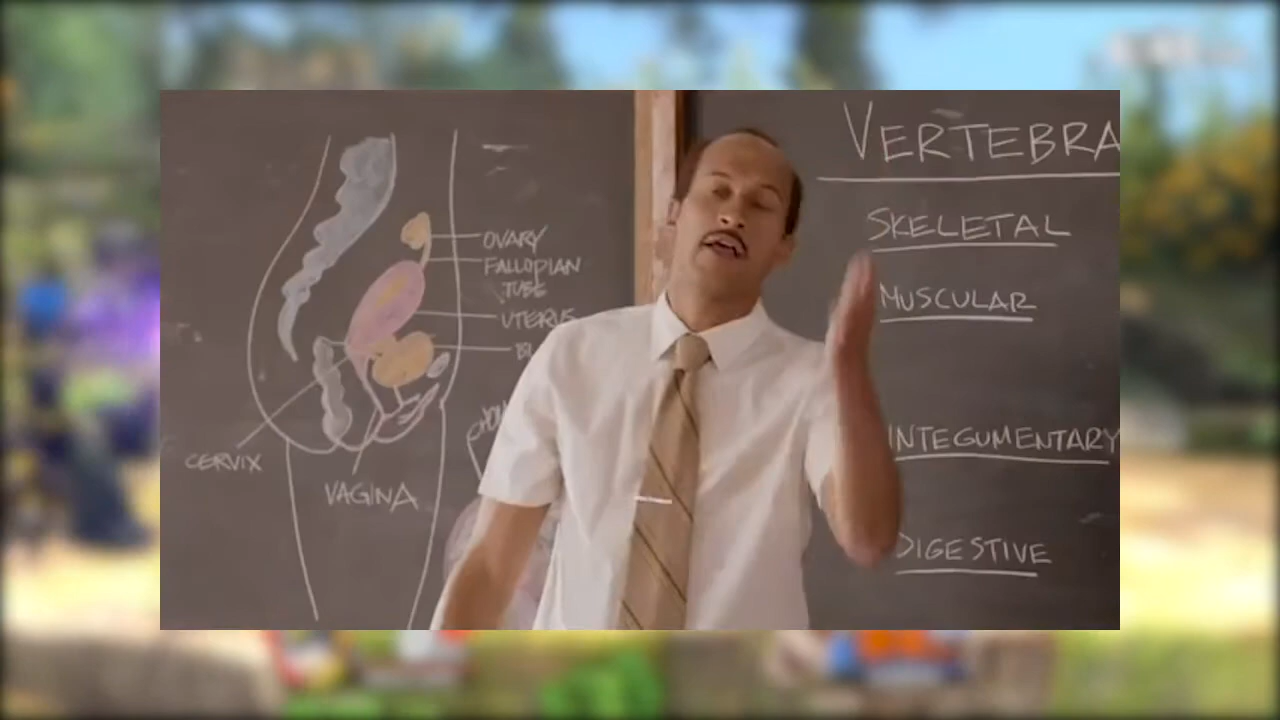 OVARY
FALLOPIAN
TUBE
UTERUS
CERVIX
VAGINA
VERTEBRA
SKELETAL
MUSCULAR
INTEGUMENTARY
DIGESTIVE